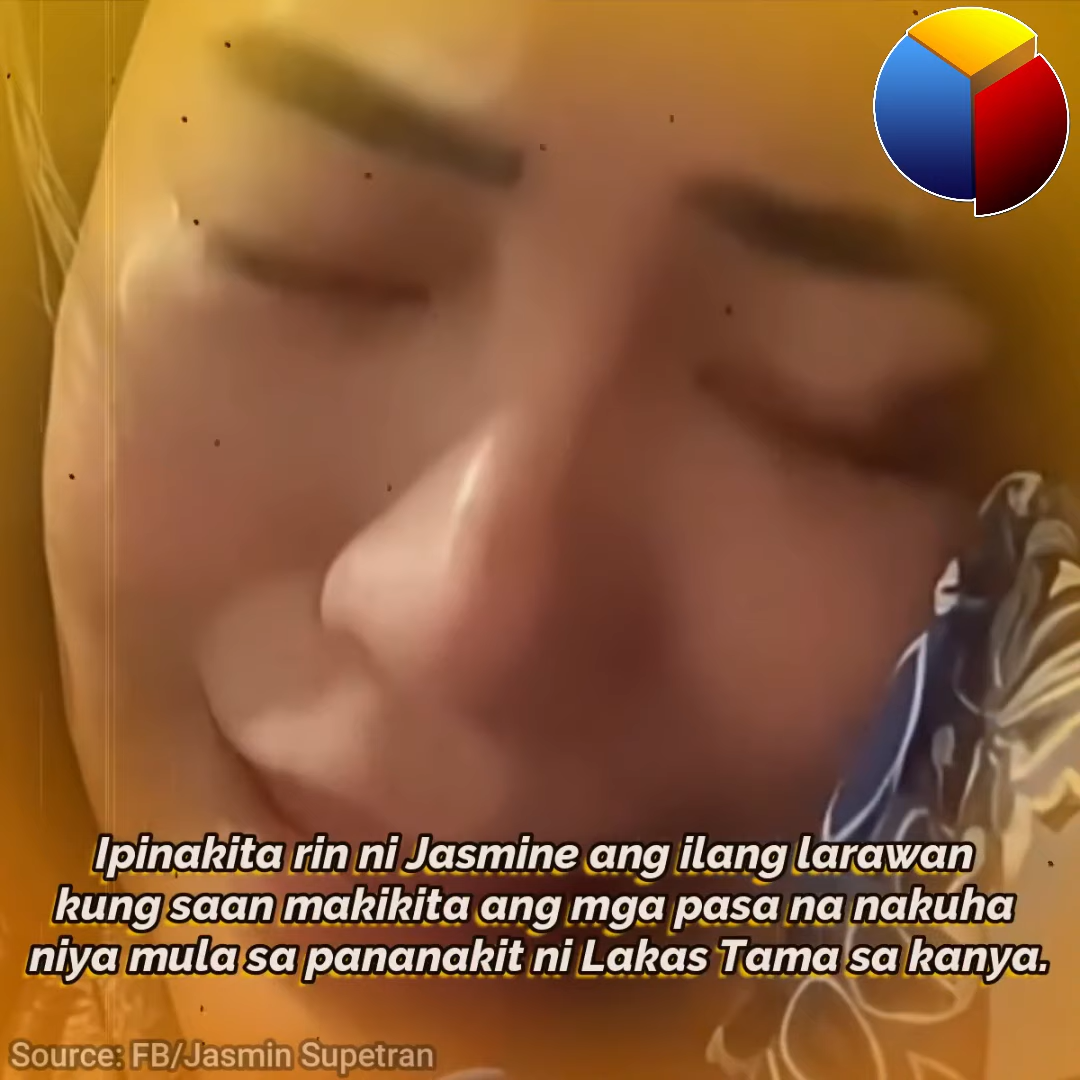 Ipinakita rin ni Jasmine ang ilang larawan
kung saan makikita ang mga pasa na nakuha
niya mula sa pananakit ni Lakas Tama sa kanya.
Source: FB/Jasmin Supetran